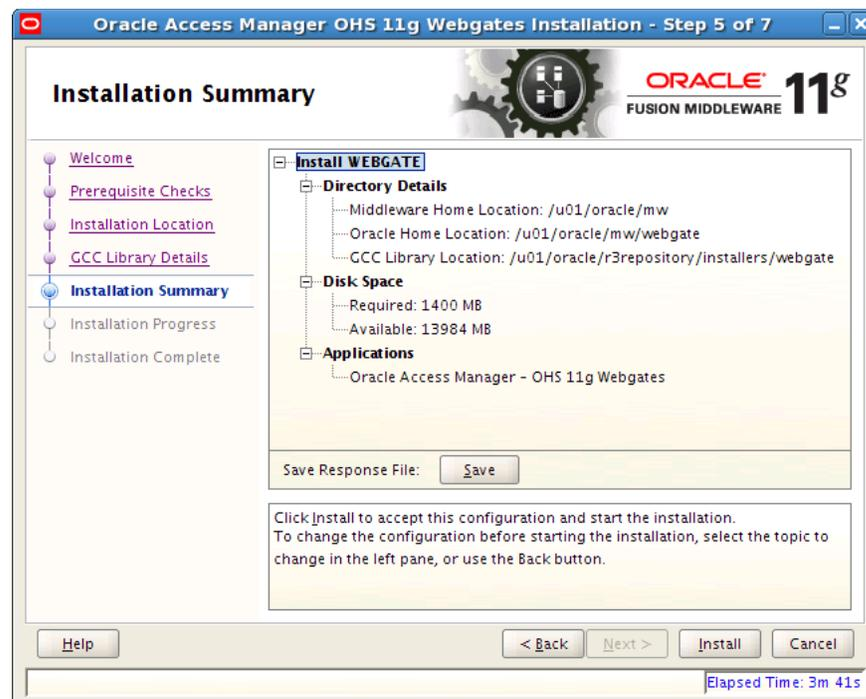 Oracle Access Manager OHS 11g Webgates Installation - Step 5 of 7
Installation Summary
ORACLE®
FUSION MIDDLEWARE
11g
Welcome
Prerequisite Checks
Installation Location
GCC Library Details
Installation Summary
Installation Progress
Installation Complete
Install WEBGATE
Directory Details
Middleware Home Location: /u01/oracle/mw
Oracle Home Location: /u01/oracle/mw/webgate
GCC Library Location: /u01/oracle/r3repository/installers/webgate
Disk Space
Required: 1400 MB
Available: 13984 MB
Applications
Oracle Access Manager - OHS 11g Webgates
Save Response File: Save
Click Install to accept this configuration and start the installation.
To change the configuration before starting the installation, select the topic to
change in the left pane, or use the Back button.
Help < Back Next > Install Cancel
Elapsed Time: 3m 41s